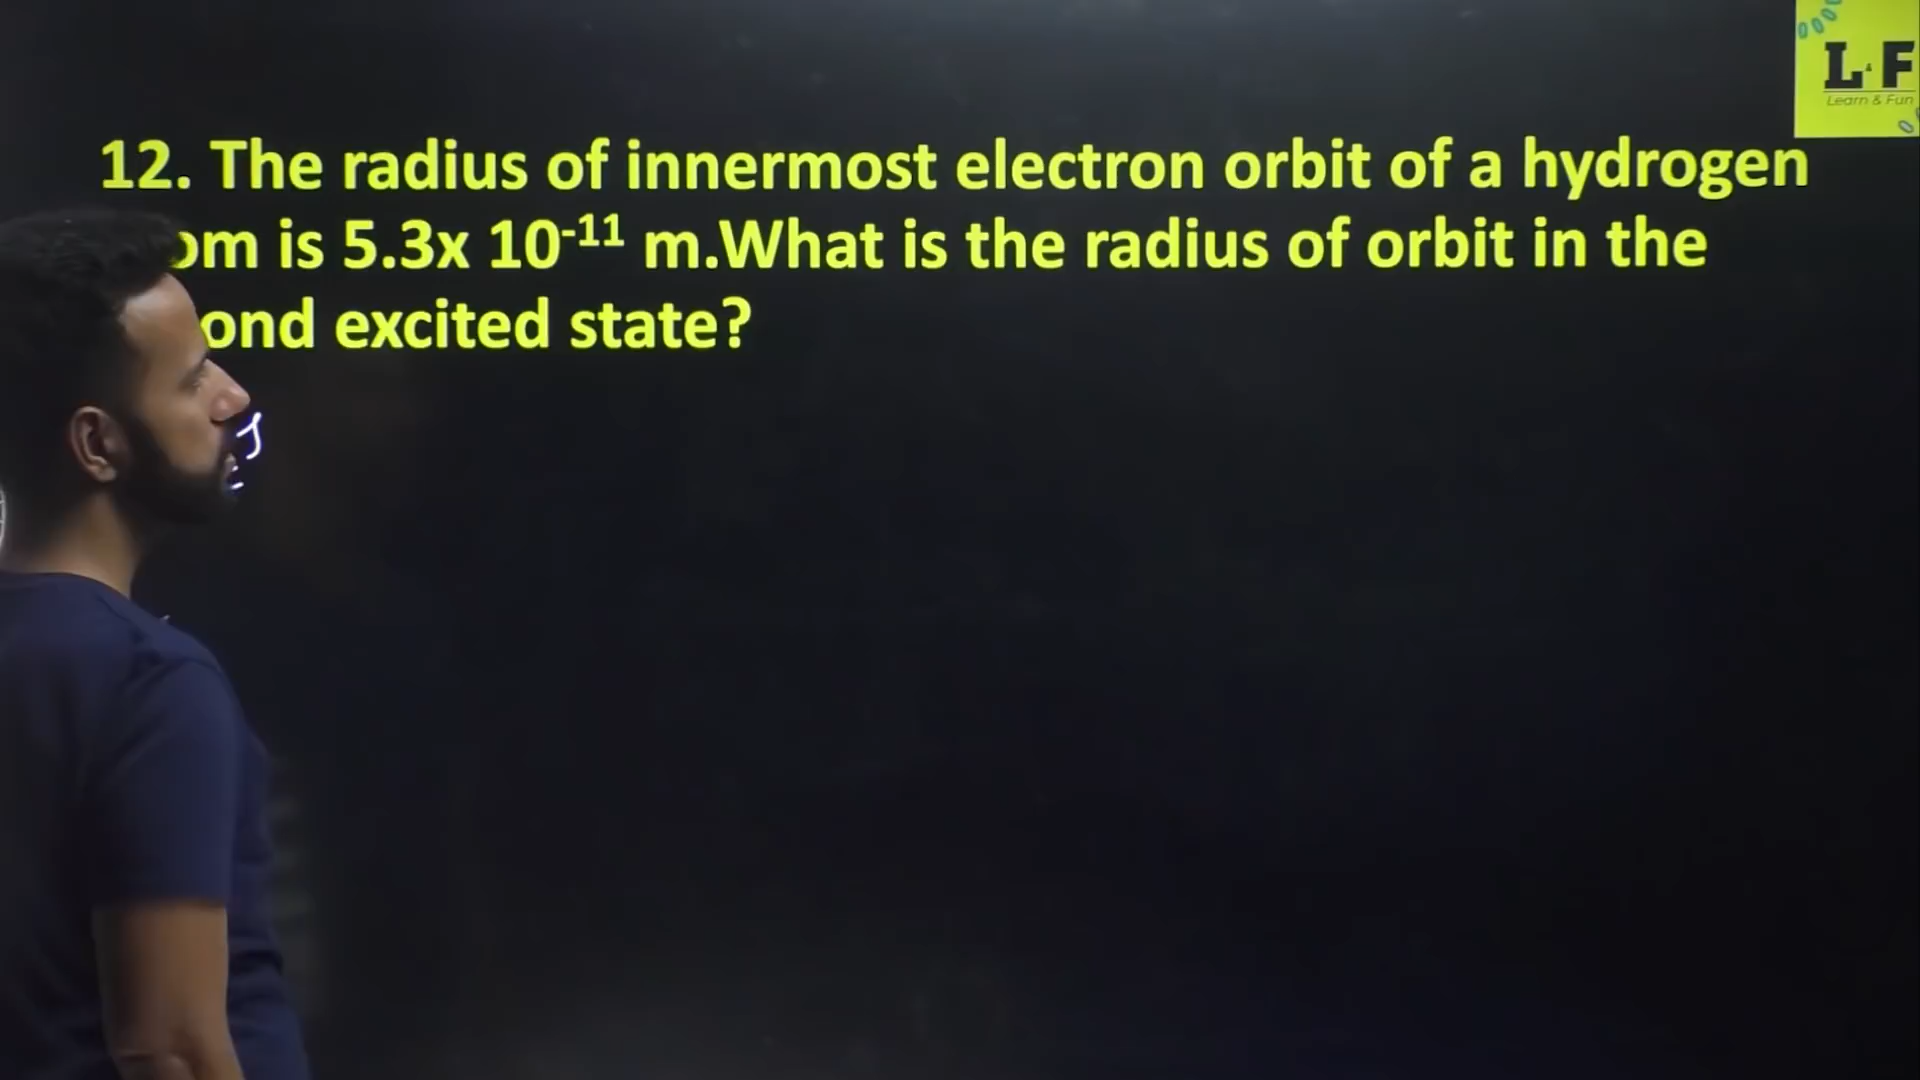 12. The radius of innermost electron orbit of a hydrogen
om is 5.3x 10⁻¹¹ m.What is the radius of orbit in the
ond excited state?
L & F
Learn & Fun